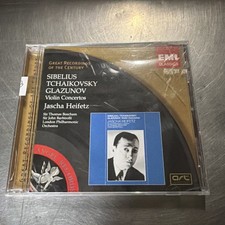 GREAT RECORDINGS
OF THE CENTURY
EMI
CLASSICS
SIBELIUS
TCHAIKOVSKY
GLAZUNOV
Violin Concertos
Jascha Heifetz
Sir Thomas Beecham
Sir John Barbirolli
London Philharmonic
Orchestra
art